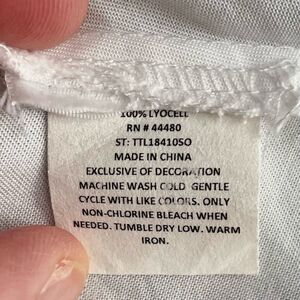 100% LYOCELL
RN # 44480
ST: TTL1841OSO
MADE IN CHINA
EXCLUSIVE OF DECORATION
MACHINE WASH COLD GENTLE
CYCLE WITH LIKE COLORS. ONLY
NON-CHLORINE BLEACH WHEN
NEEDED. TUMBLE DRY LOW. WARM
IRON.